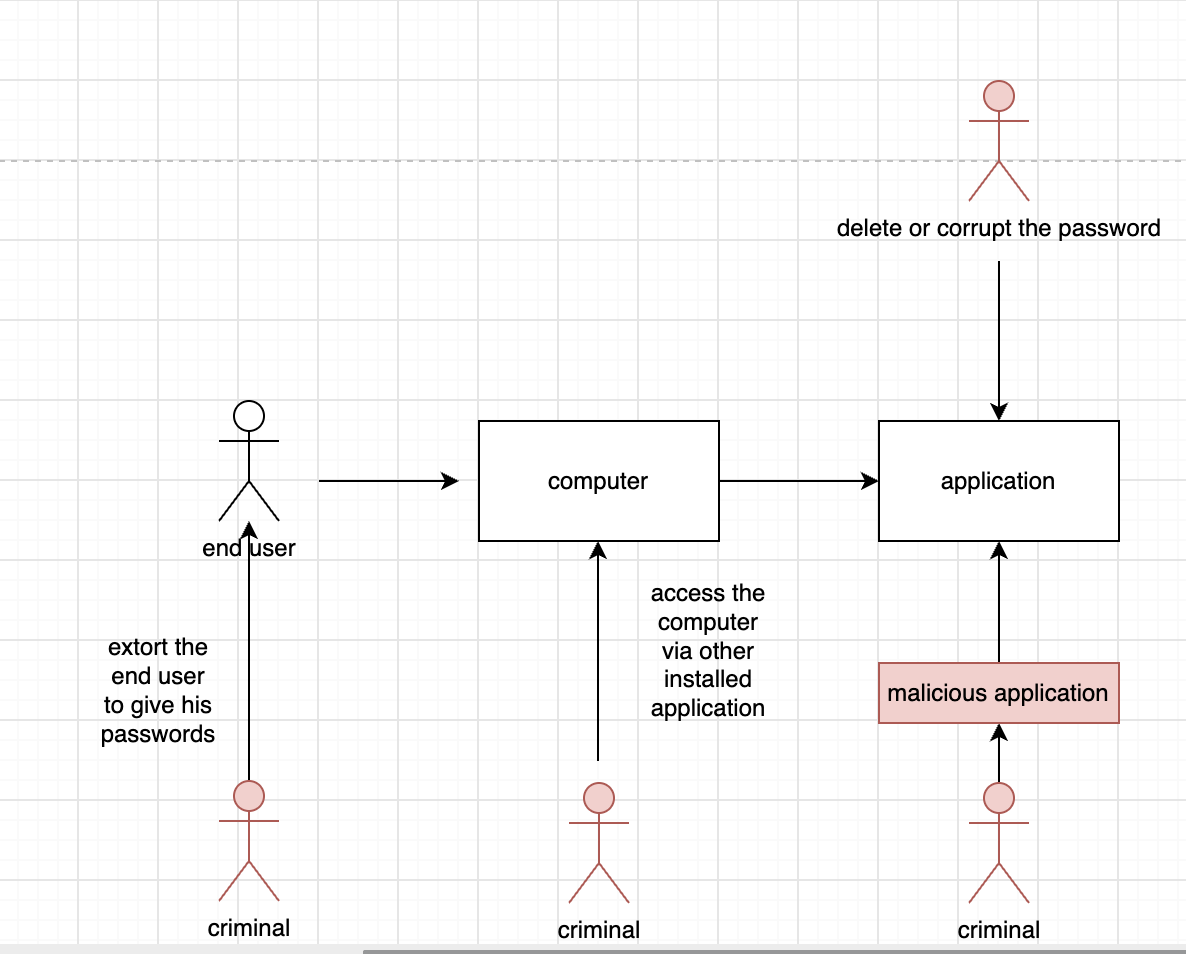 delete or corrupt the password
computer
application
end user
access the
computer
via other
installed
application
extort the
end user
to give his
passwords
malicious application
criminal
criminal
criminal